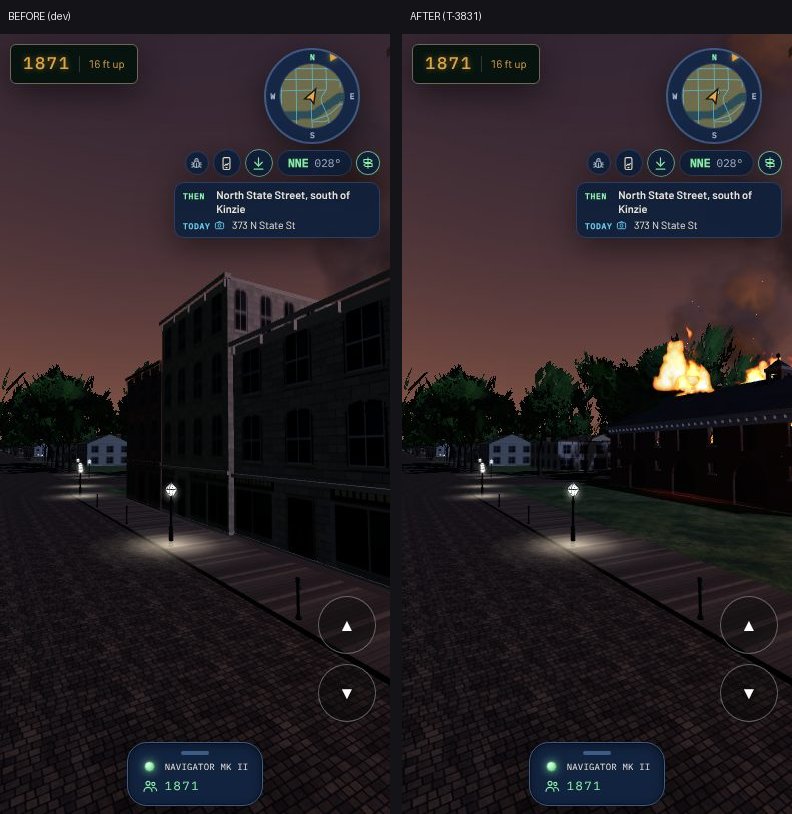 BEFORE (dev)
1871 16 ft up
N
W E
S
NNE 028°
THEN North State Street, south of
Kinzie
TODAY 373 N State St
▲
▼
NAVIGATOR MK II
1871
AFTER (T-3831)
1871 16 ft up
N
W E
S
NNE 028°
THEN North State Street, south of
Kinzie
TODAY 373 N State St
▲
▼
NAVIGATOR MK II
1871